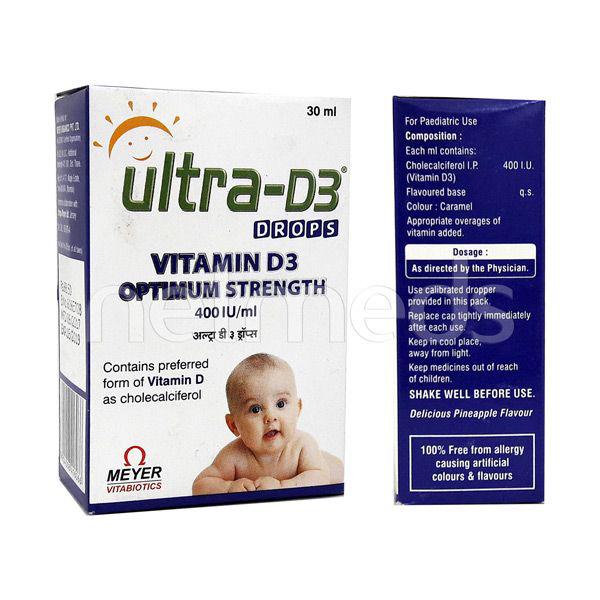 30 ml
ultra-D3®
DROPS
VITAMIN D3
OPTIMUM STRENGTH
400 IU/ml
अल्ट्रा डी ३ ड्रॉप्स
Contains preferred
form of Vitamin D
as cholecalciferol
MEYER
VITABIOTICS
For Paediatric Use
Composition :
Each ml contains:
Cholecalciferol I.P. 400 I.U.
(Vitamin D3)
Flavoured base q.s.
Colour : Caramel
Appropriate overages of
vitamin added.
Dosage :
As directed by the Physician.
Use calibrated dropper
provided in this pack.
Replace cap tightly immediately
after each use.
Keep in cool place,
away from light.
Keep medicines out of reach
of children.
SHAKE WELL BEFORE USE.
Delicious Pineapple Flavour
100% Free from allergy
causing artificial
colours & flavours
netmeds